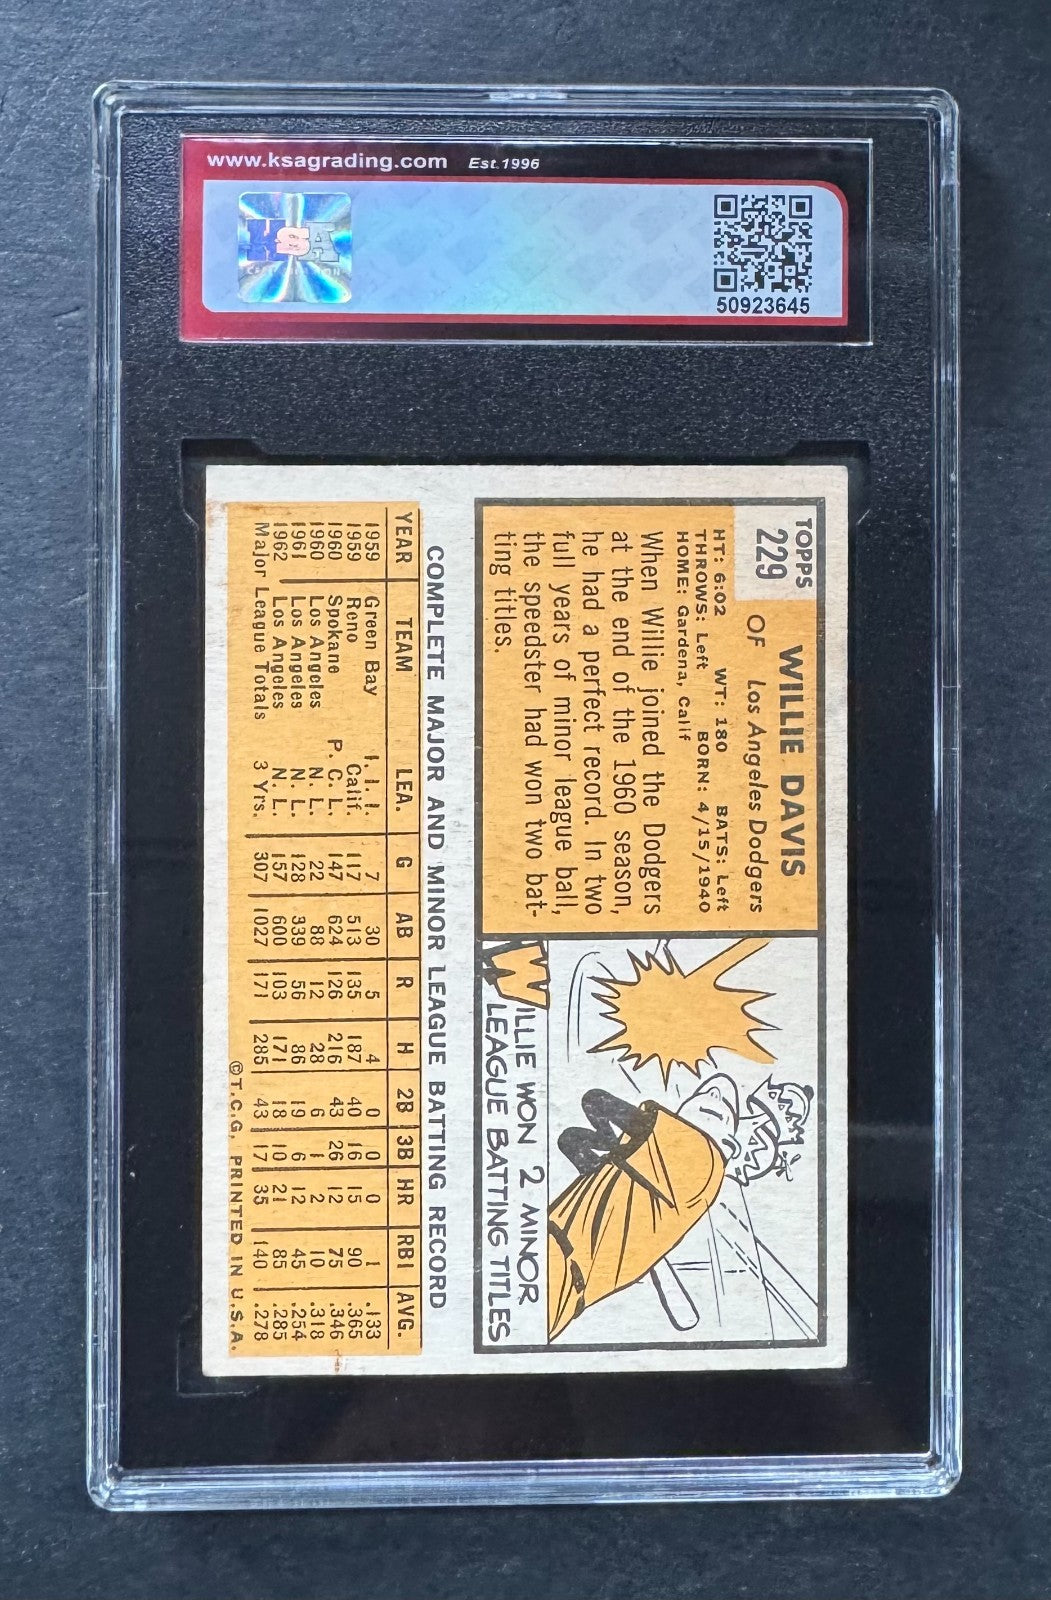 www.ksagrading.com Est.1996
KSA
50923645
TOPPS
229
WILLIE DAVIS
OF Los Angeles Dodgers
HT: 6:02 WT: 180 BATS: Left
THROWS: Left BORN: 4/15/1940
HOME: Gardena, Calif
When Willie joined the Dodgers
at the end of the 1960 season,
he had a perfect record. In two
full years of minor league ball,
the speedster had won two bat-
ting titles.
WILLIE WON 2 MINOR
LEAGUE BATTING TITLES
COMPLETE MAJOR AND MINOR LEAGUE BATTING RECORD
YEAR TEAM LEA. G AB R H 2B 3B HR RBI AVG.
1959 Green Bay I. I. I. 7 30 5 4 0 0 0 1 .133
1959 Reno Calif. 117 513 135 187 40 16 15 90 .365
1960 Spokane P. C. L. 147 624 126 216 43 26 12 75 .346
1960 Los Angeles N. L. 22 88 12 28 6 1 2 10 .318
1961 Los Angeles N. L. 128 339 56 86 19 6 12 45 .254
1962 Los Angeles N. L. 157 600 103 171 18 10 21 85 .285
Major League Totals 3 Yrs. 307 1027 171 285 43 17 35 140 .278
©T.C.G. PRINTED IN U.S.A.